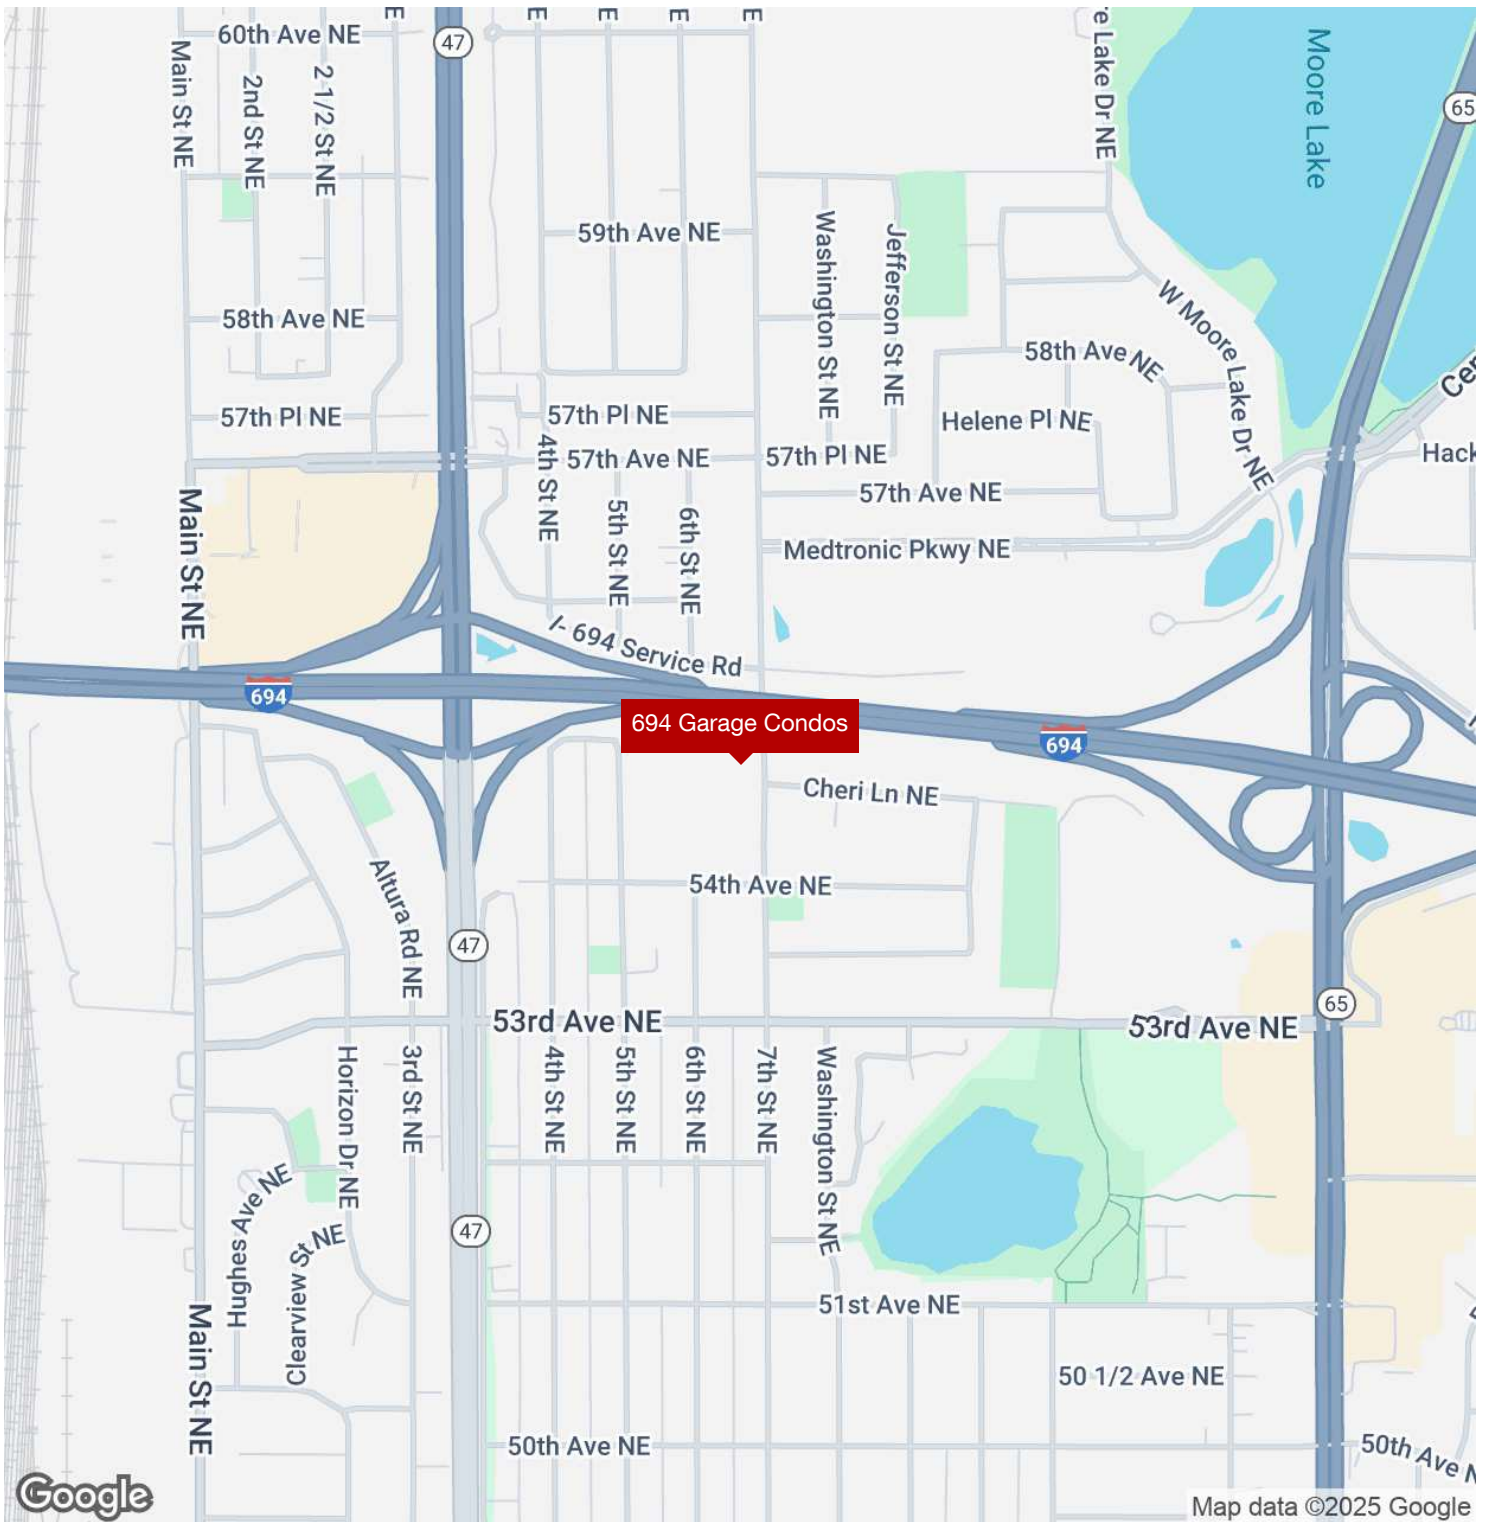 E
E
E
E
E
60th Ave NE
47
Main St NE
2nd St NE
2 1/2 St NE
e Lake Dr NE
Moore Lake
65
59th Ave NE
Washington St NE
Jefferson St NE
58th Ave NE
W Moore Lake Dr NE
58th Ave NE
Cer
57th Pl NE
57th Pl NE
Helene Pl NE
4th St NE
57th Ave NE
57th Pl NE
Hack
Main St NE
5th St NE
6th St NE
57th Ave NE
Medtronic Pkwy NE
I- 694 Service Rd
694
694 Garage Condos
694
Cheri Ln NE
Altura Rd NE
54th Ave NE
47
53rd Ave NE
53rd Ave NE
65
Horizon Dr NE
3rd St NE
4th St NE
5th St NE
6th St NE
7th St NE
Washington St NE
Hughes Ave NE
Clearview St NE
47
Main St NE
51st Ave NE
50 1/2 Ave NE
50th Ave NE
50th Ave N
Google
Map data ©2025 Google